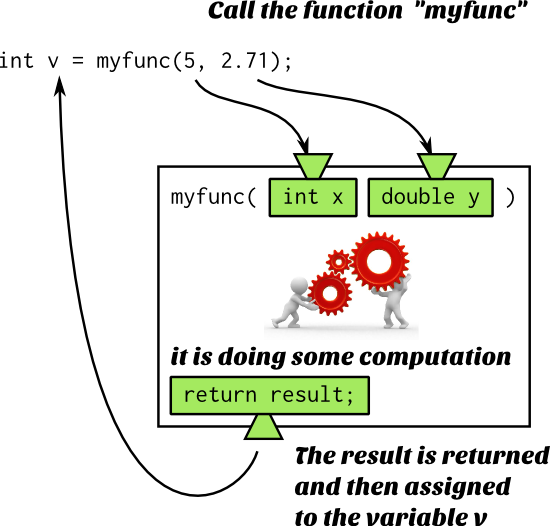 Call the function "myfunc"
int v = myfunc(5, 2.71);
myfunc( int x double y )
it is doing some computation
return result;
The result is returned
and then assigned
to the variable v